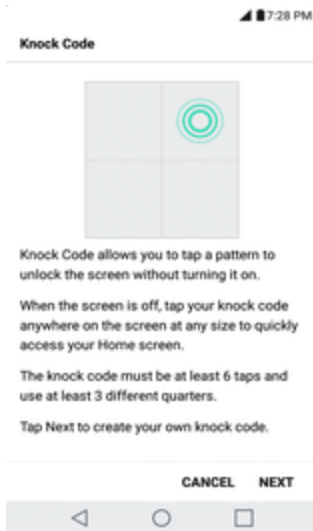 7:28 PM
Knock Code
Knock Code allows you to tap a pattern to
unlock the screen without turning it on.
When the screen is off, tap your knock code
anywhere on the screen at any size to quickly
access your Home screen.
The knock code must be at least 6 taps and
use at least 3 different quarters.
Tap Next to create your own knock code.
CANCEL NEXT